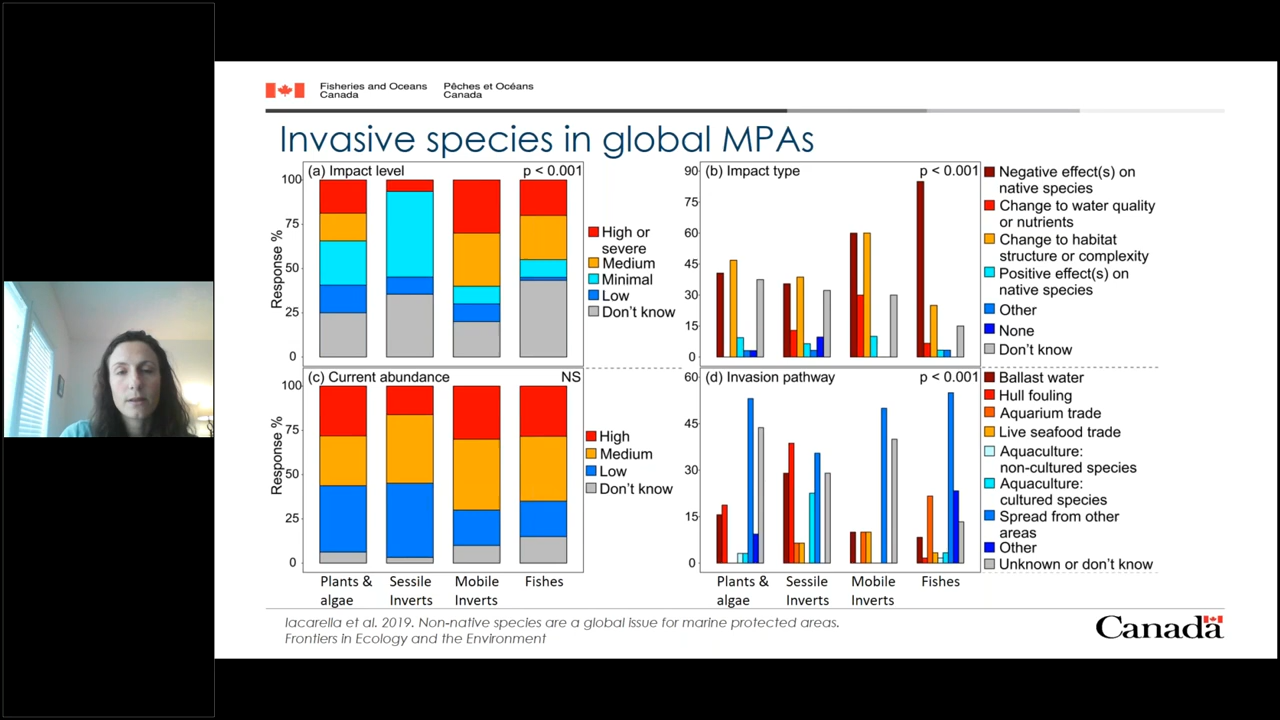 Fisheries and Oceans Pêches et Océans
Canada Canada
Invasive species in global MPAs
(a) Impact level p < 0.001
100
75
50
25
0
Response %
High or
severe
Medium
Minimal
Low
Don't know
(b) Impact type p < 0.001
90
75
60
45
30
15
0
Negative effect(s) on
native species
Change to water quality
or nutrients
Change to habitat
structure or complexity
Positive effect(s) on
native species
Other
None
Don't know
(c) Current abundance NS
100
75
50
25
0
Response %
High
Medium
Low
Don't know
Plants &
algae
Sessile
Inverts
Mobile
Inverts
Fishes
(d) Invasion pathway p < 0.001
60
45
30
15
0
Ballast water
Hull fouling
Aquarium trade
Live seafood trade
Aquaculture:
non-cultured species
Aquaculture:
cultured species
Spread from other
areas
Other
Unknown or don't know
Plants &
algae
Sessile
Inverts
Mobile
Inverts
Fishes
Iacarella et al. 2019. Non-native species are a global issue for marine protected areas.
Frontiers in Ecology and the Environment
Canada